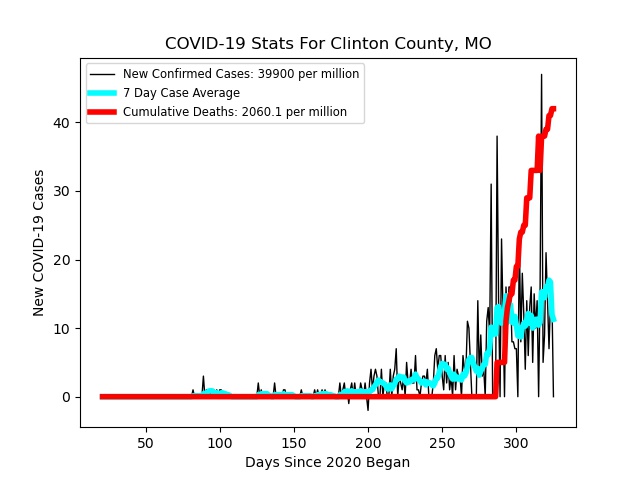 COVID-19 Stats For Clinton County, MO
New Confirmed Cases: 39900 per million
7 Day Case Average
Cumulative Deaths: 2060.1 per million
New COVID-19 Cases
40
30
20
10
0
50 100 150 200 250 300
Days Since 2020 Began